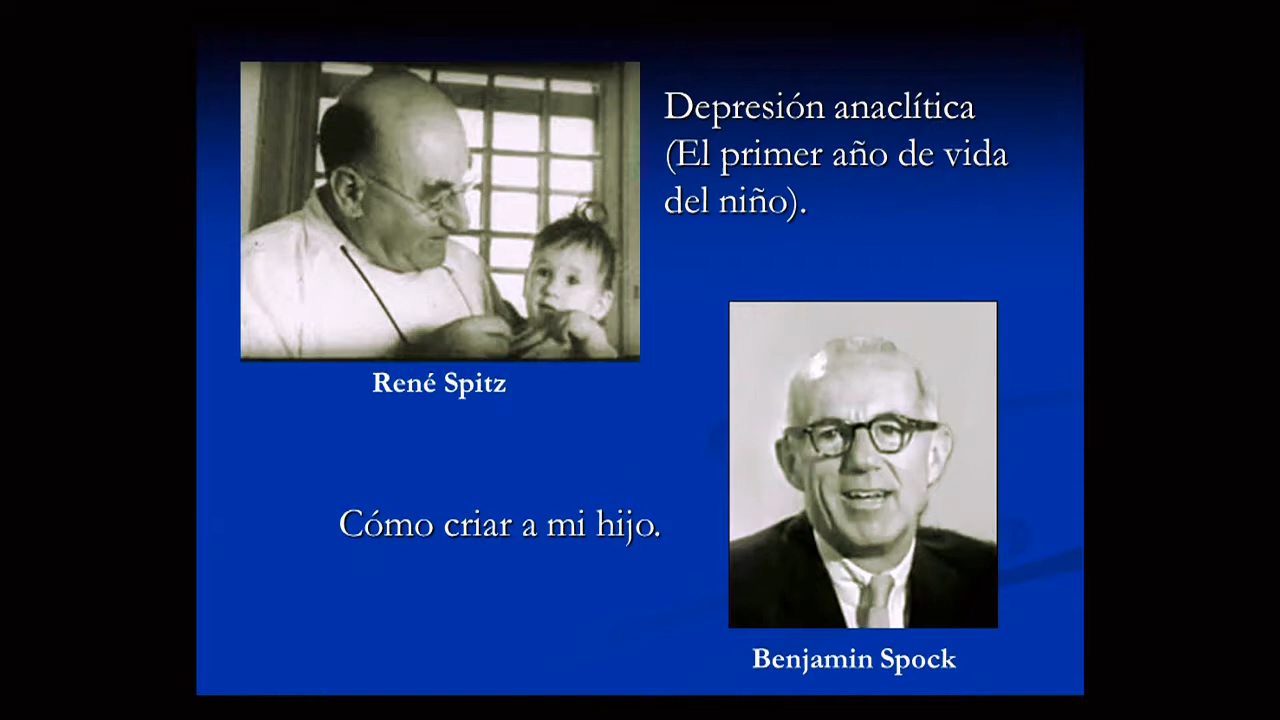 Depresión anaclítica
(El primer año de vida
del niño).
René Spitz
Cómo criar a mi hijo.
Benjamin Spock